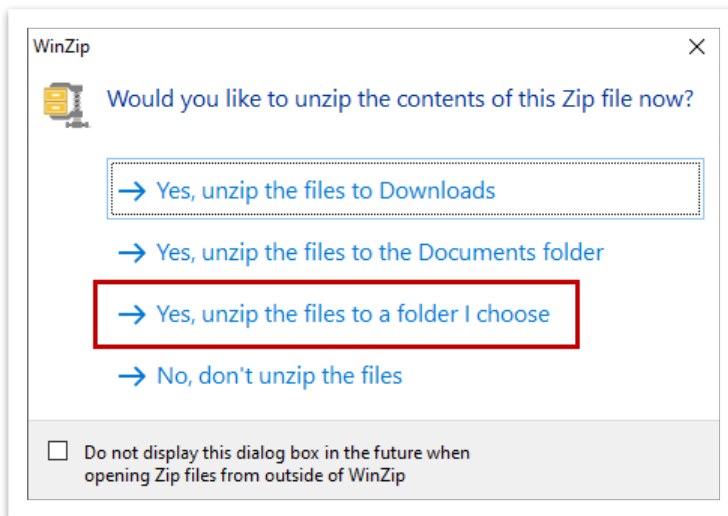 WinZip
Would you like to unzip the contents of this Zip file now?
Yes, unzip the files to Downloads
Yes, unzip the files to the Documents folder
Yes, unzip the files to a folder I choose
No, don't unzip the files
Do not display this dialog box in the future when
opening Zip files from outside of WinZip